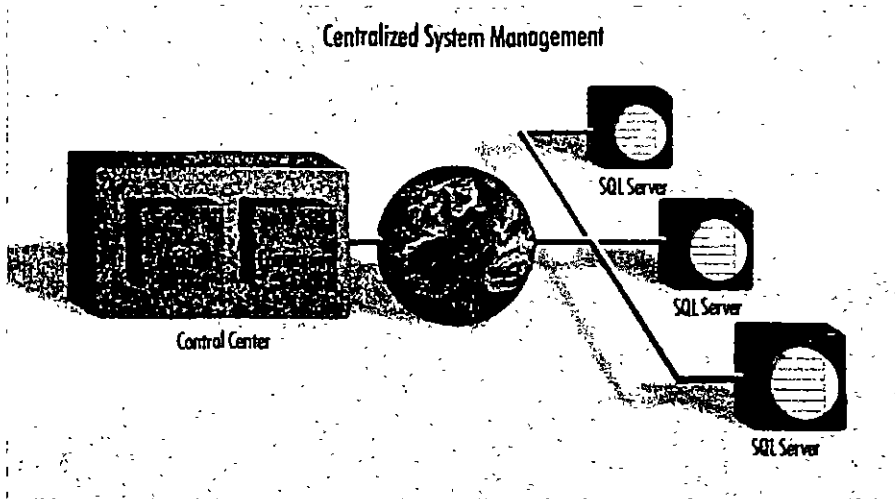 Centralized System Management
SQL Server
SQL Server
Control Center
SQL Server